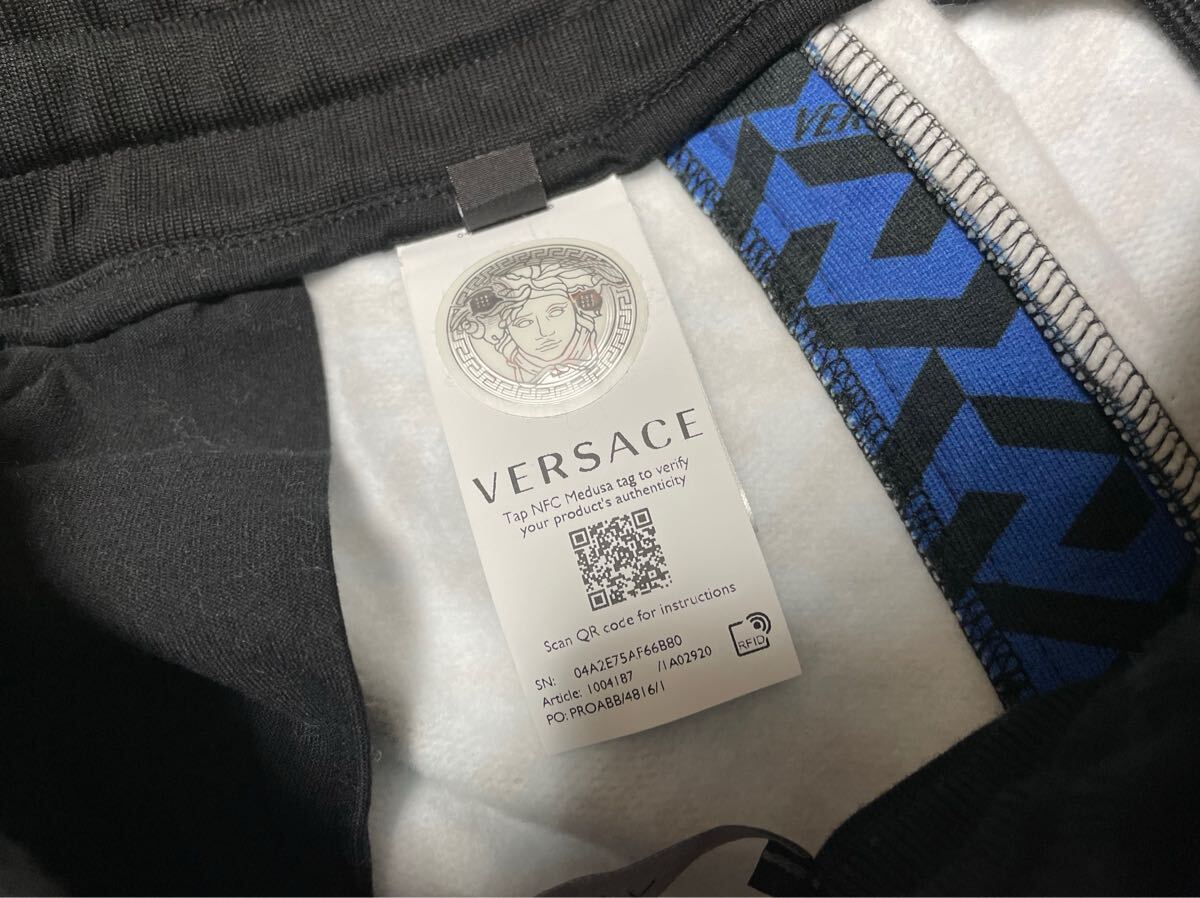 VERSACE
Tap NFC Medusa tag to verify
your product's authenticity
Scan QR code for instructions
RFID
SN: 04A2E75AF66B80
Article: 1004187 /1A02920
PO: PROABB/4816/1